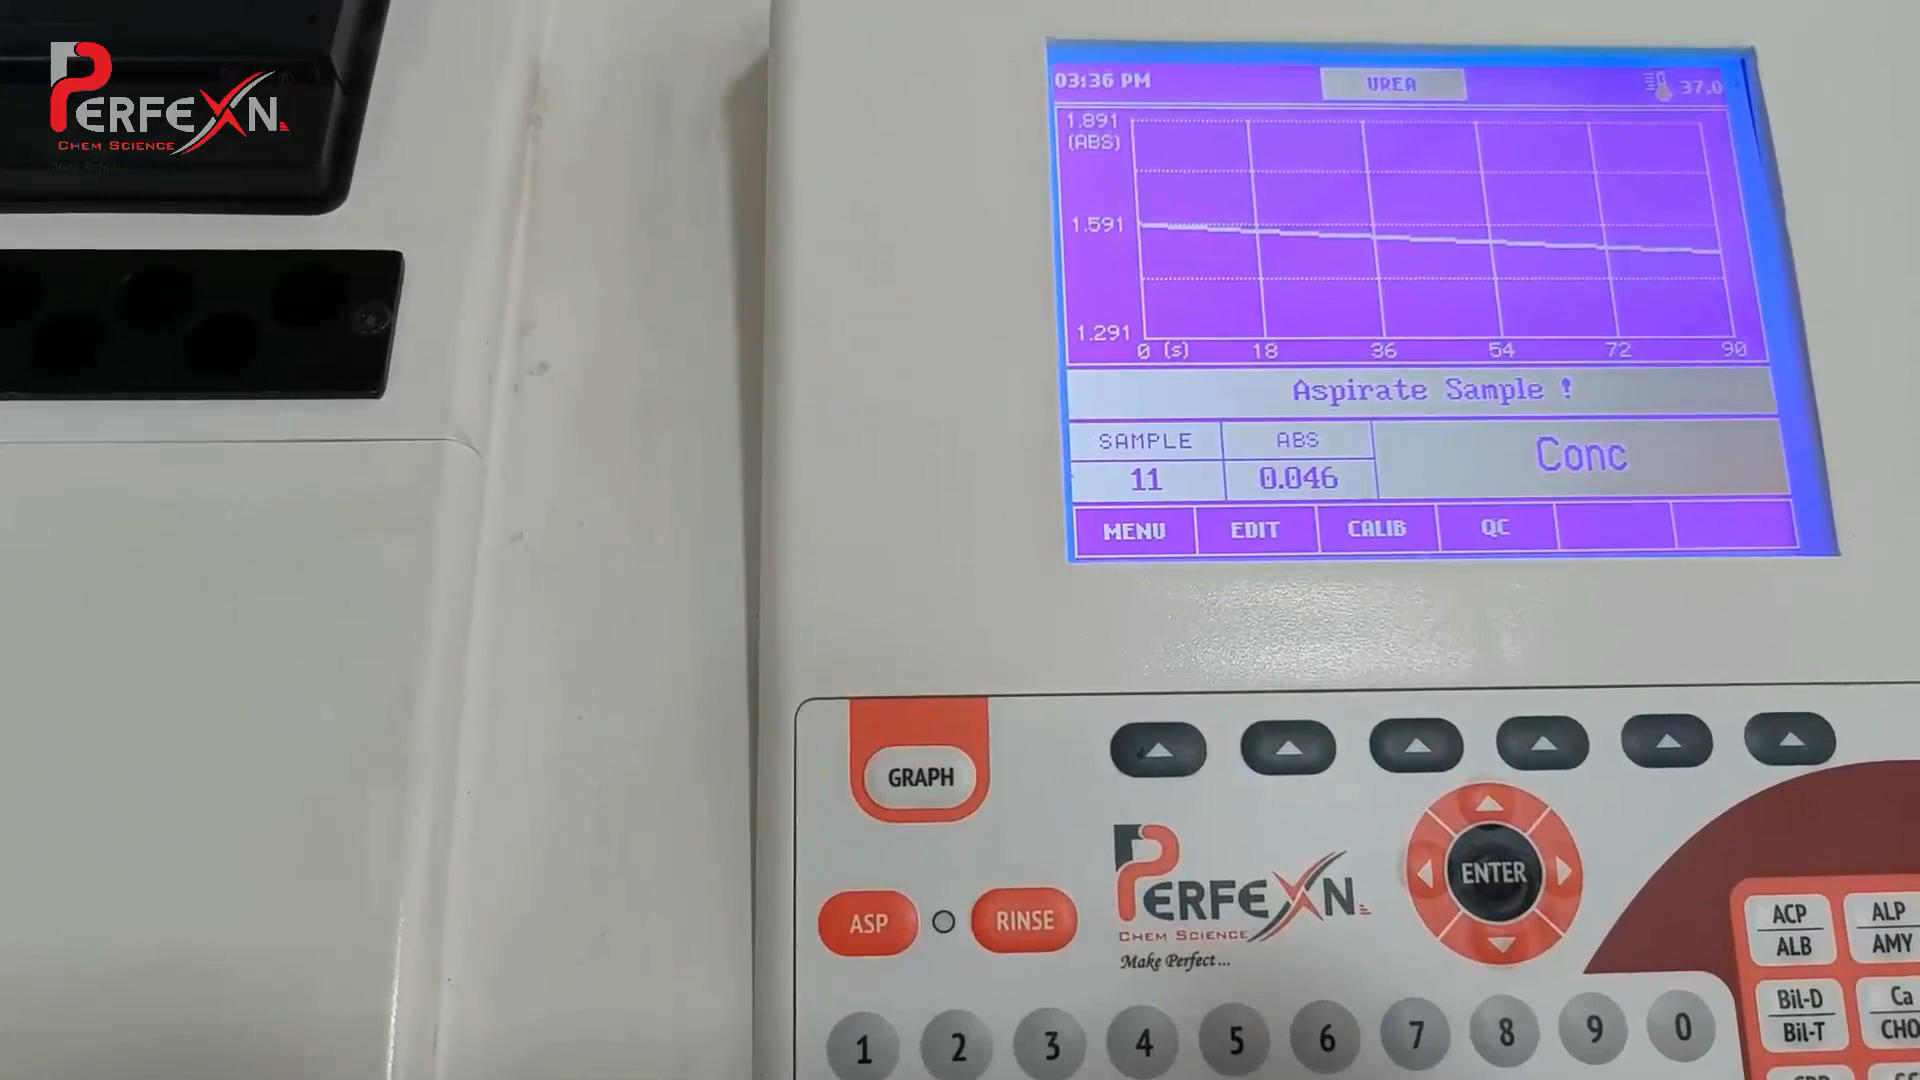 PERFEXN
CHEM SCIENCE
03:36 PM
UREA
37.0
1.891
(ABS)
1.591
1.291
0 (s) 18 36 54 72 90
Aspirate Sample !
SAMPLE ABS
Conc
11 0.046
MENU EDIT CALIB QC
GRAPH
ASP RINSE
PERFEXN
CHEM SCIENCE
Make Perfect...
ENTER
ACP
ALB
ALP
AMY
Bil-D
Bil-T
Ca
CHO
1 2 3 4 5 6 7 8 9 0